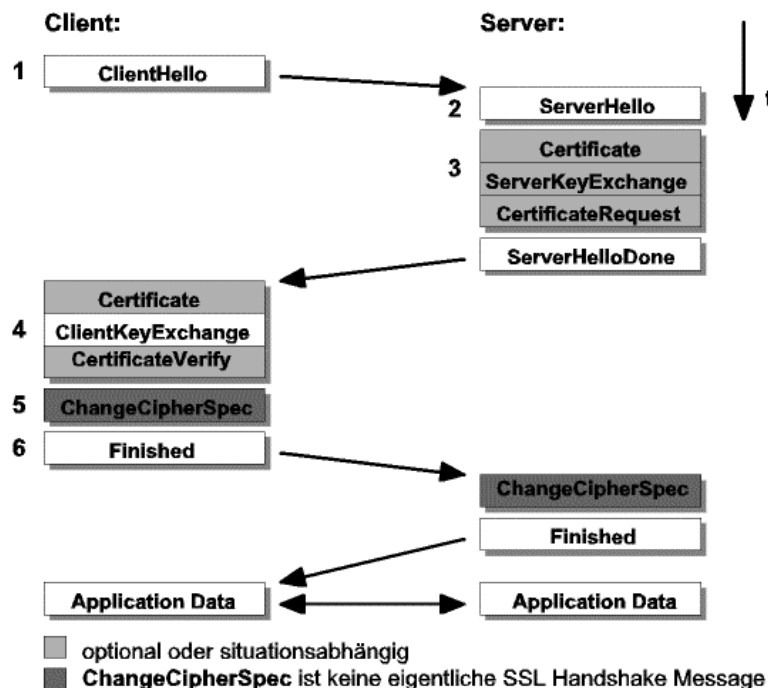 Client:
Server:
1
ClientHello
2
ServerHello
t
3
Certificate
ServerKeyExchange
CertificateRequest
ServerHelloDone
4
Certificate
ClientKeyExchange
CertificateVerify
5
ChangeCipherSpec
6
Finished
ChangeCipherSpec
Finished
Application Data
Application Data
optional oder situationsabhängig
ChangeCipherSpec ist keine eigentliche SSL Handshake Message